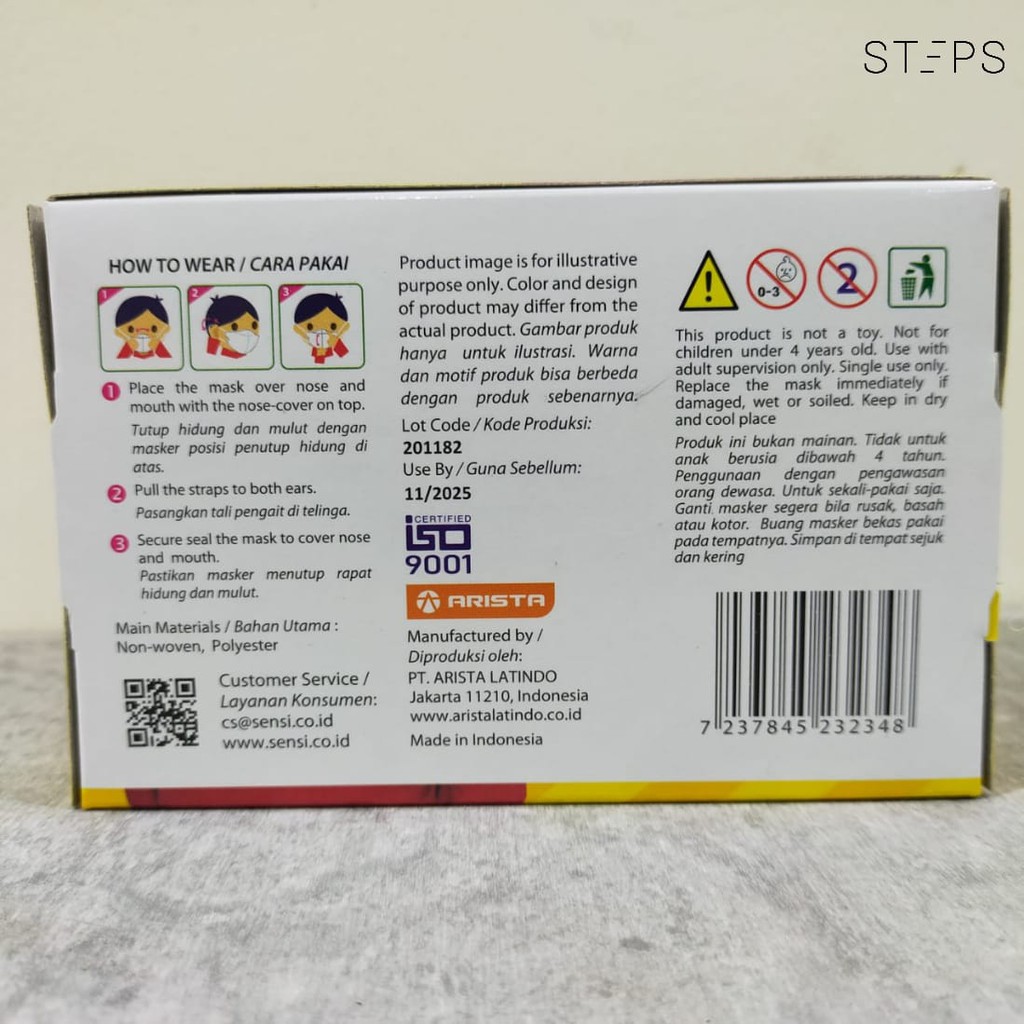 STEPS
HOW TO WEAR / CARA PAKAI
1 2 3
1 Place the mask over nose and
mouth with the nose-cover on top.
Tutup hidung dan mulut dengan
masker posisi penutup hidung di
atas.
2 Pull the straps to both ears.
Pasangkan tali pengait di telinga.
3 Secure seal the mask to cover nose
and mouth.
Pastikan masker menutup rapat
hidung dan mulut.
Main Materials / Bahan Utama :
Non-woven, Polyester
Customer Service /
Layanan Konsumen:
cs@sensi.co.id
www.sensi.co.id
Product image is for illustrative
purpose only. Color and design
of product may differ from the
actual product. Gambar produk
hanya untuk ilustrasi. Warna
dan motif produk bisa berbeda
dengan produk sebenarnya.
Lot Code / Kode Produksi:
201182
Use By / Guna Sebellum:
11/2025
CERTIFIED
ISO
9001
ARISTA
Manufactured by /
Diproduksi oleh:
PT. ARISTA LATINDO
Jakarta 11210, Indonesia
www.aristalatindo.co.id
Made in Indonesia
0-3
2
This product is not a toy. Not for
children under 4 years old. Use with
adult supervision only. Single use only.
Replace the mask immediately if
damaged, wet or soiled. Keep in dry
and cool place
Produk ini bukan mainan. Tidak untuk
anak berusia dibawah 4 tahun.
Penggunaan dengan pengawasan
orang dewasa. Untuk sekali-pakai saja.
Ganti masker segera bila rusak, basah
atau kotor. Buang masker bekas pakai
pada tempatnya. Simpan di tempat sejuk
dan kering
7 237845 232348